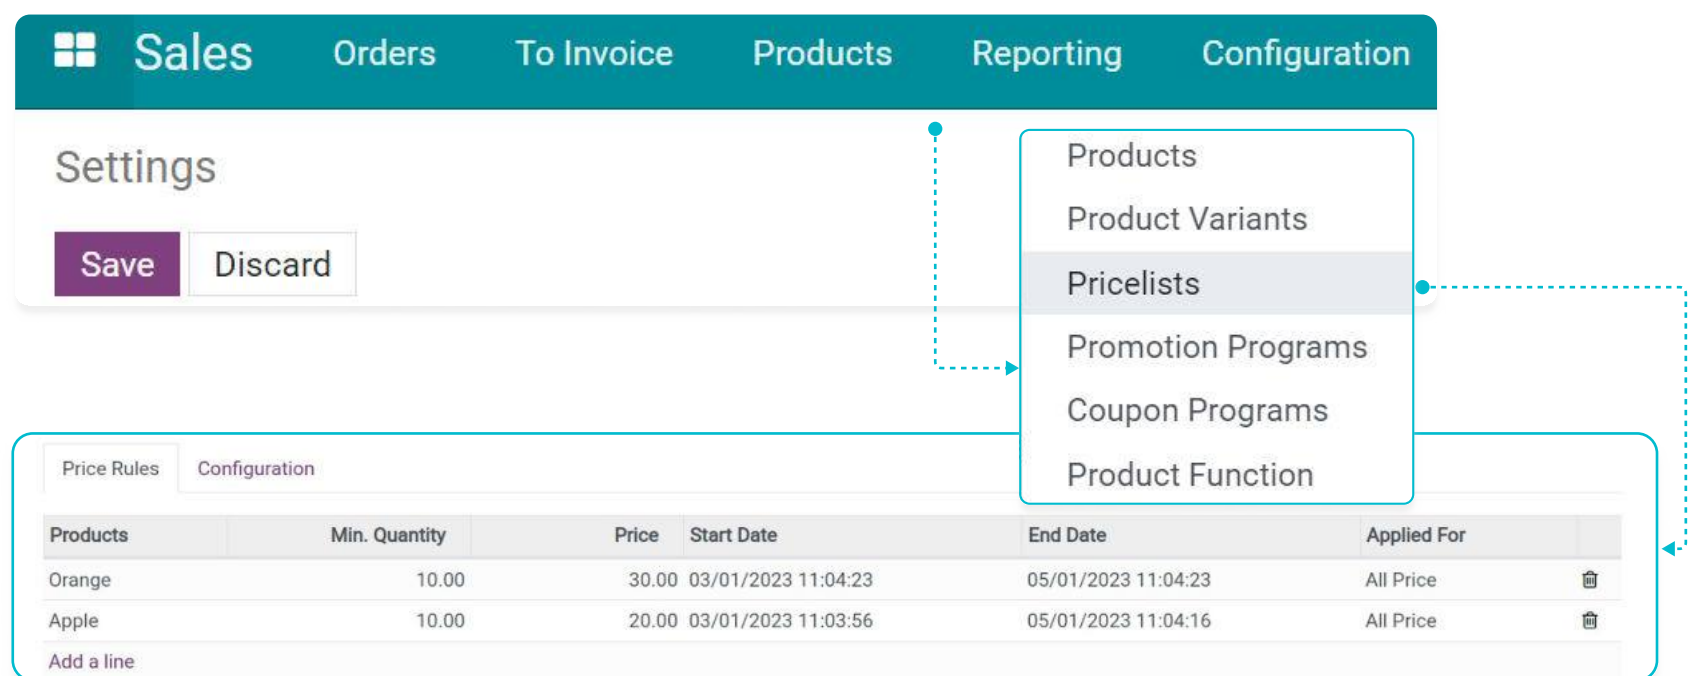 Sales Orders To Invoice Products Reporting Configuration
Settings
Save Discard
Products
Product Variants
Pricelists
Promotion Programs
Coupon Programs
Product Function
Price Rules Configuration
Products Min. Quantity Price Start Date End Date Applied For
Orange 10.00 30.00 03/01/2023 11:04:23 05/01/2023 11:04:23 All Price
Apple 10.00 20.00 03/01/2023 11:03:56 05/01/2023 11:04:16 All Price
Add a line